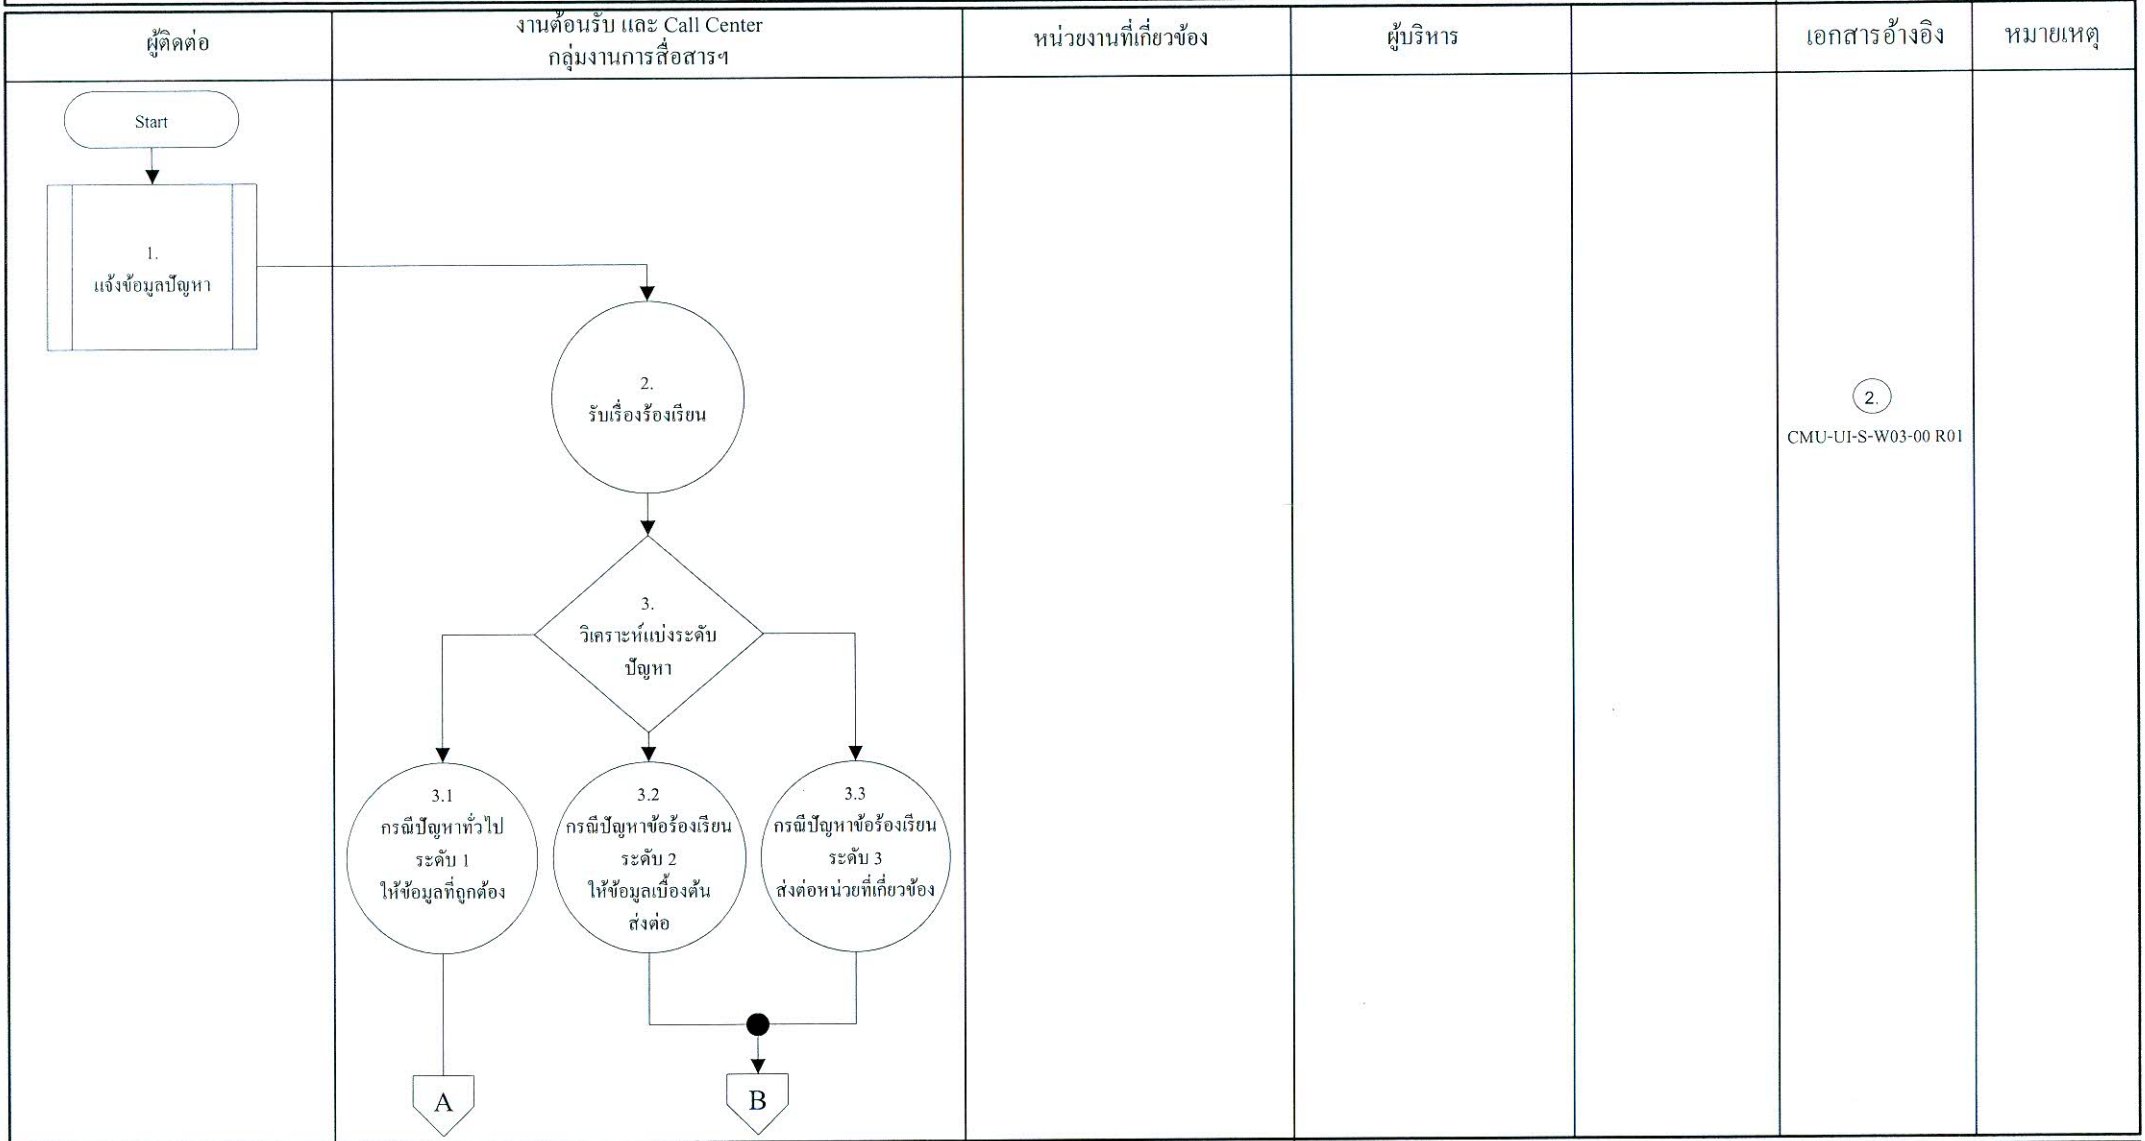 ผู้ติดต่อ
งานต้อนรับ และ Call Center
กลุ่มงานการสื่อสารฯ
หน่วยงานที่เกี่ยวข้อง
ผู้บริหาร
เอกสารอ้างอิง
หมายเหตุ
Start
1.
แจ้งข้อมูลปัญหา
2.
รับเรื่องร้องเรียน
2.
CMU-UI-S-W03-00 R01
3.
วิเคราะห์แบ่งระดับ
ปัญหา
3.1
กรณีปัญหาทั่วไป
ระดับ 1
ให้ข้อมูลที่ถูกต้อง
3.2
กรณีปัญหาข้อร้องเรียน
ระดับ 2
ให้ข้อมูลเบื้องต้น
ส่งต่อ
3.3
กรณีปัญหาข้อร้องเรียน
ระดับ 3
ส่งต่อหน่วยที่เกี่ยวข้อง
A
B